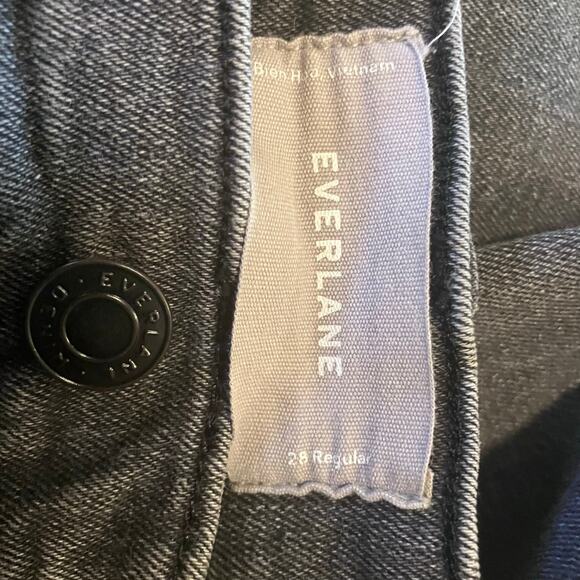 Bien Hoa, Vietnam
EVERLANE
28 Regular
EVERLANE